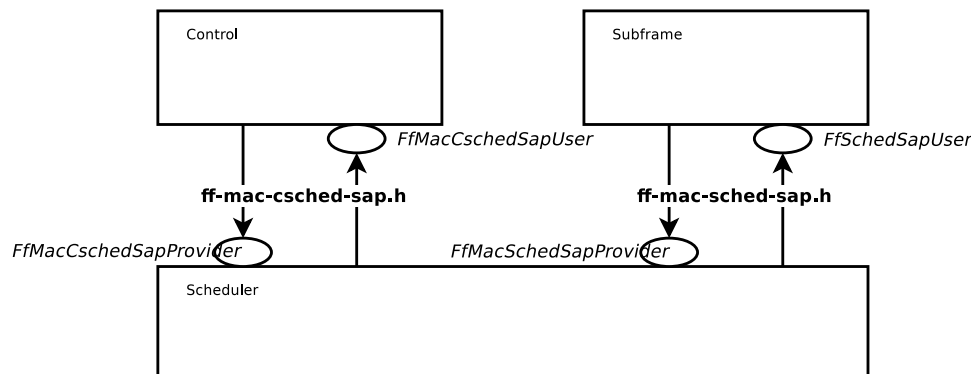 Control
Subframe
FfMacCschedSapUser
FfSchedSapUser
ff-mac-csched-sap.h
ff-mac-sched-sap.h
FfMacCschedSapProvider
FfMacSchedSapProvider
Scheduler